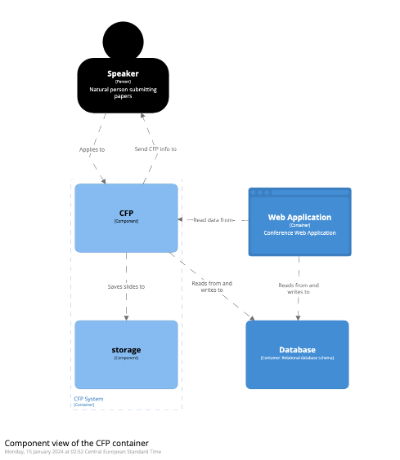 Speaker
[Person]
Natural person submitting
papers
Applies to
Send CFP info to
CFP
[Component]
Read data from
Web Application
[Container]
Conference Web Application
Saves slides to
Reads from and
writes to
Reads from and
writes to
storage
[Component]
Database
[Container: Relational database schema]
CFP System
[Container]
Component view of the CFP container
Monday, 15 January 2024 at 02:52 Central European Standard Time